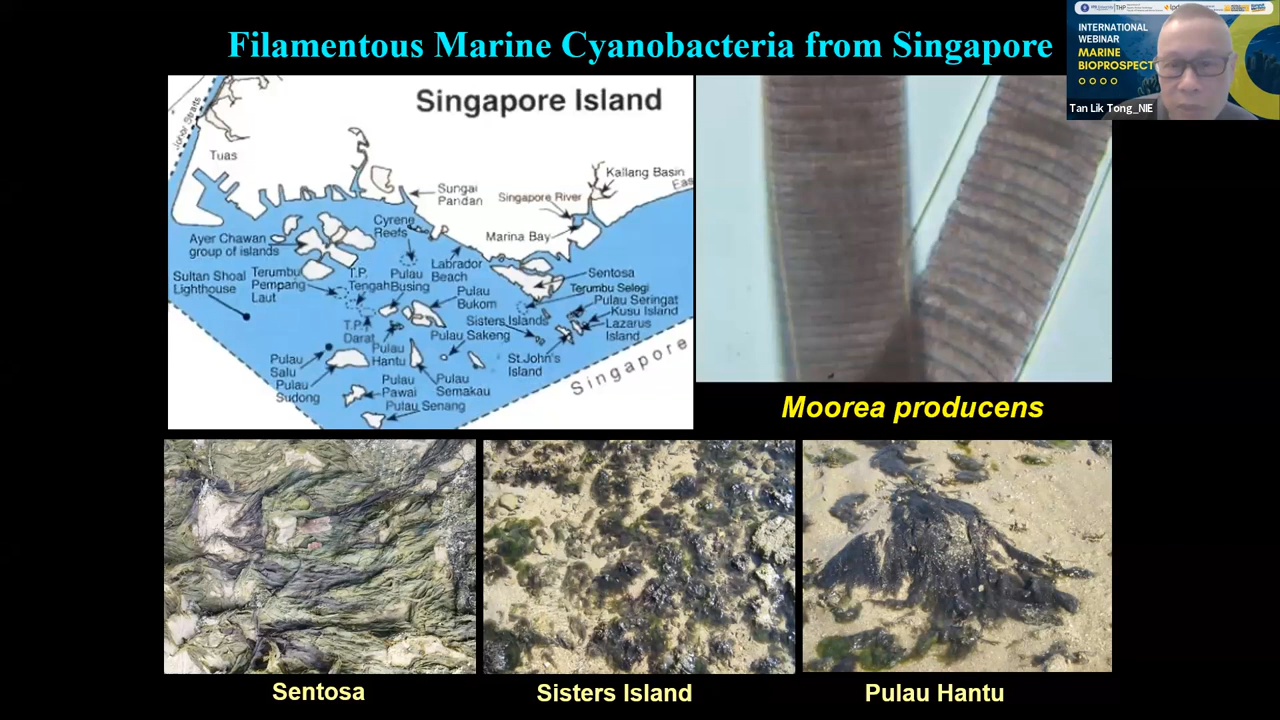 Filamentous Marine Cyanobacteria from Singapore
INTERNATIONAL
WEBINAR
MARINE
BIOPROSPECT
Tan Lik Tong_NIE
Singapore Island
Johor Straits
Tuas
Sungai
Pandan
Kallang Basin
Singapore River
Eas
Marina Bay
Cyrene
Reefs
Ayer Chawan
group of islands
Labrador
Beach
Sultan Shoal
Lighthouse
Terumbu
Pempang
Laut
T.P.
Tengah
Pulau
Busing
Sentosa
Terumbu Selegi
Pulau Seringat
Kusu Island
Lazarus
Island
Pulau
Bukom
Sisters Islands
T.P.
Darat
Pulau Sakeng
Pulau
Hantu
St.John's
Island
Singapore
Pulau
Salu
Pulau
Sudong
Pulau
Pawai
Pulau
Semakau
Pulau Senang
Moorea producens
Sentosa
Sisters Island
Pulau Hantu